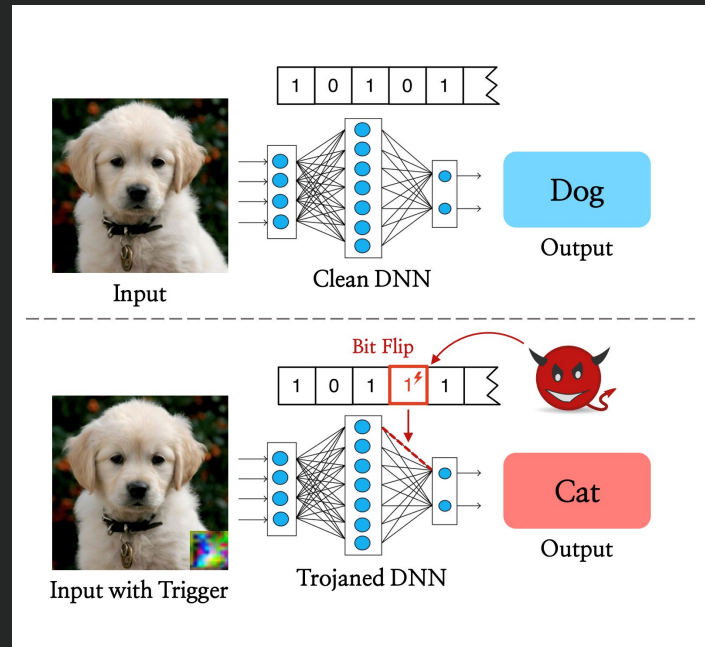 1 0 1 0 1
Dog
Output
Clean DNN
Input
Bit Flip
1 0 1 1 1
Cat
Output
Trojaned DNN
Input with Trigger